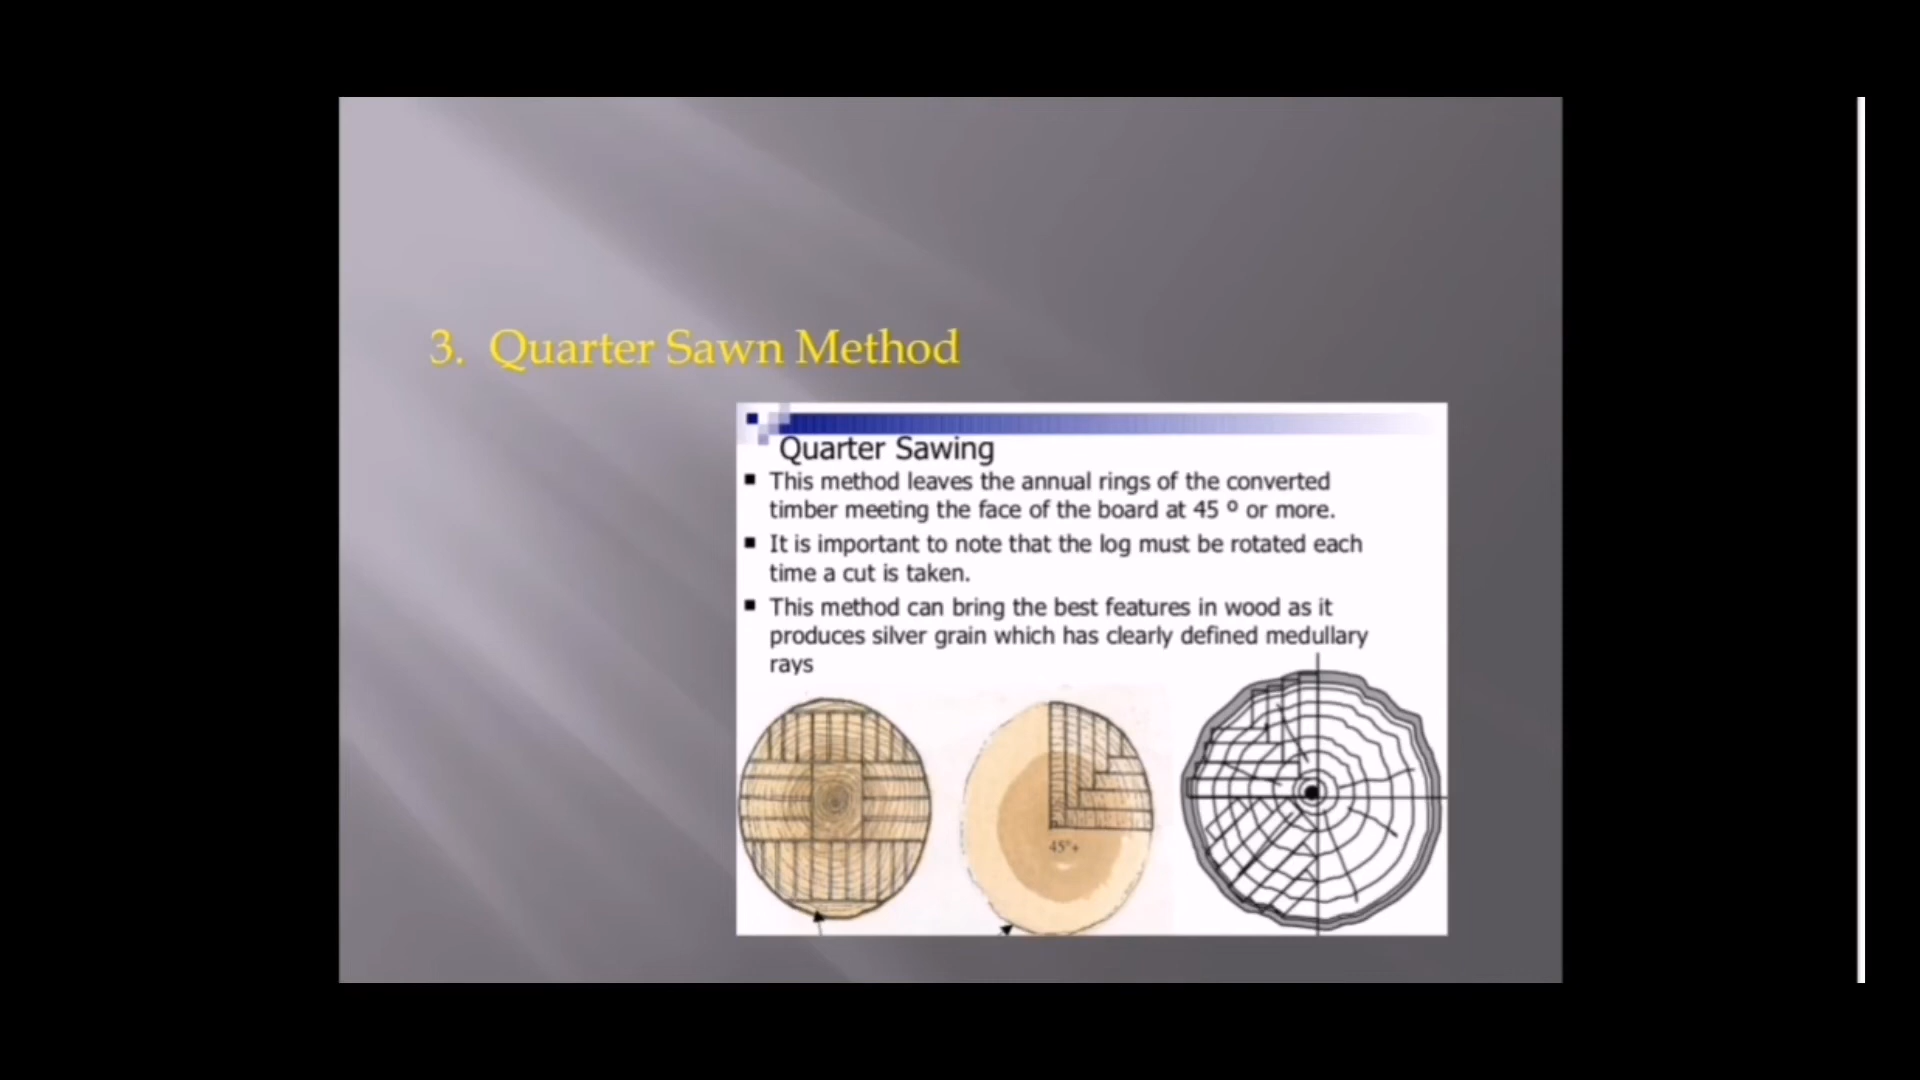 3. Quarter Sawn Method
Quarter Sawing
▪ This method leaves the annual rings of the converted
timber meeting the face of the board at 45 º or more.
▪ It is important to note that the log must be rotated each
time a cut is taken.
▪ This method can bring the best features in wood as it
produces silver grain which has clearly defined medullary
rays
45°+